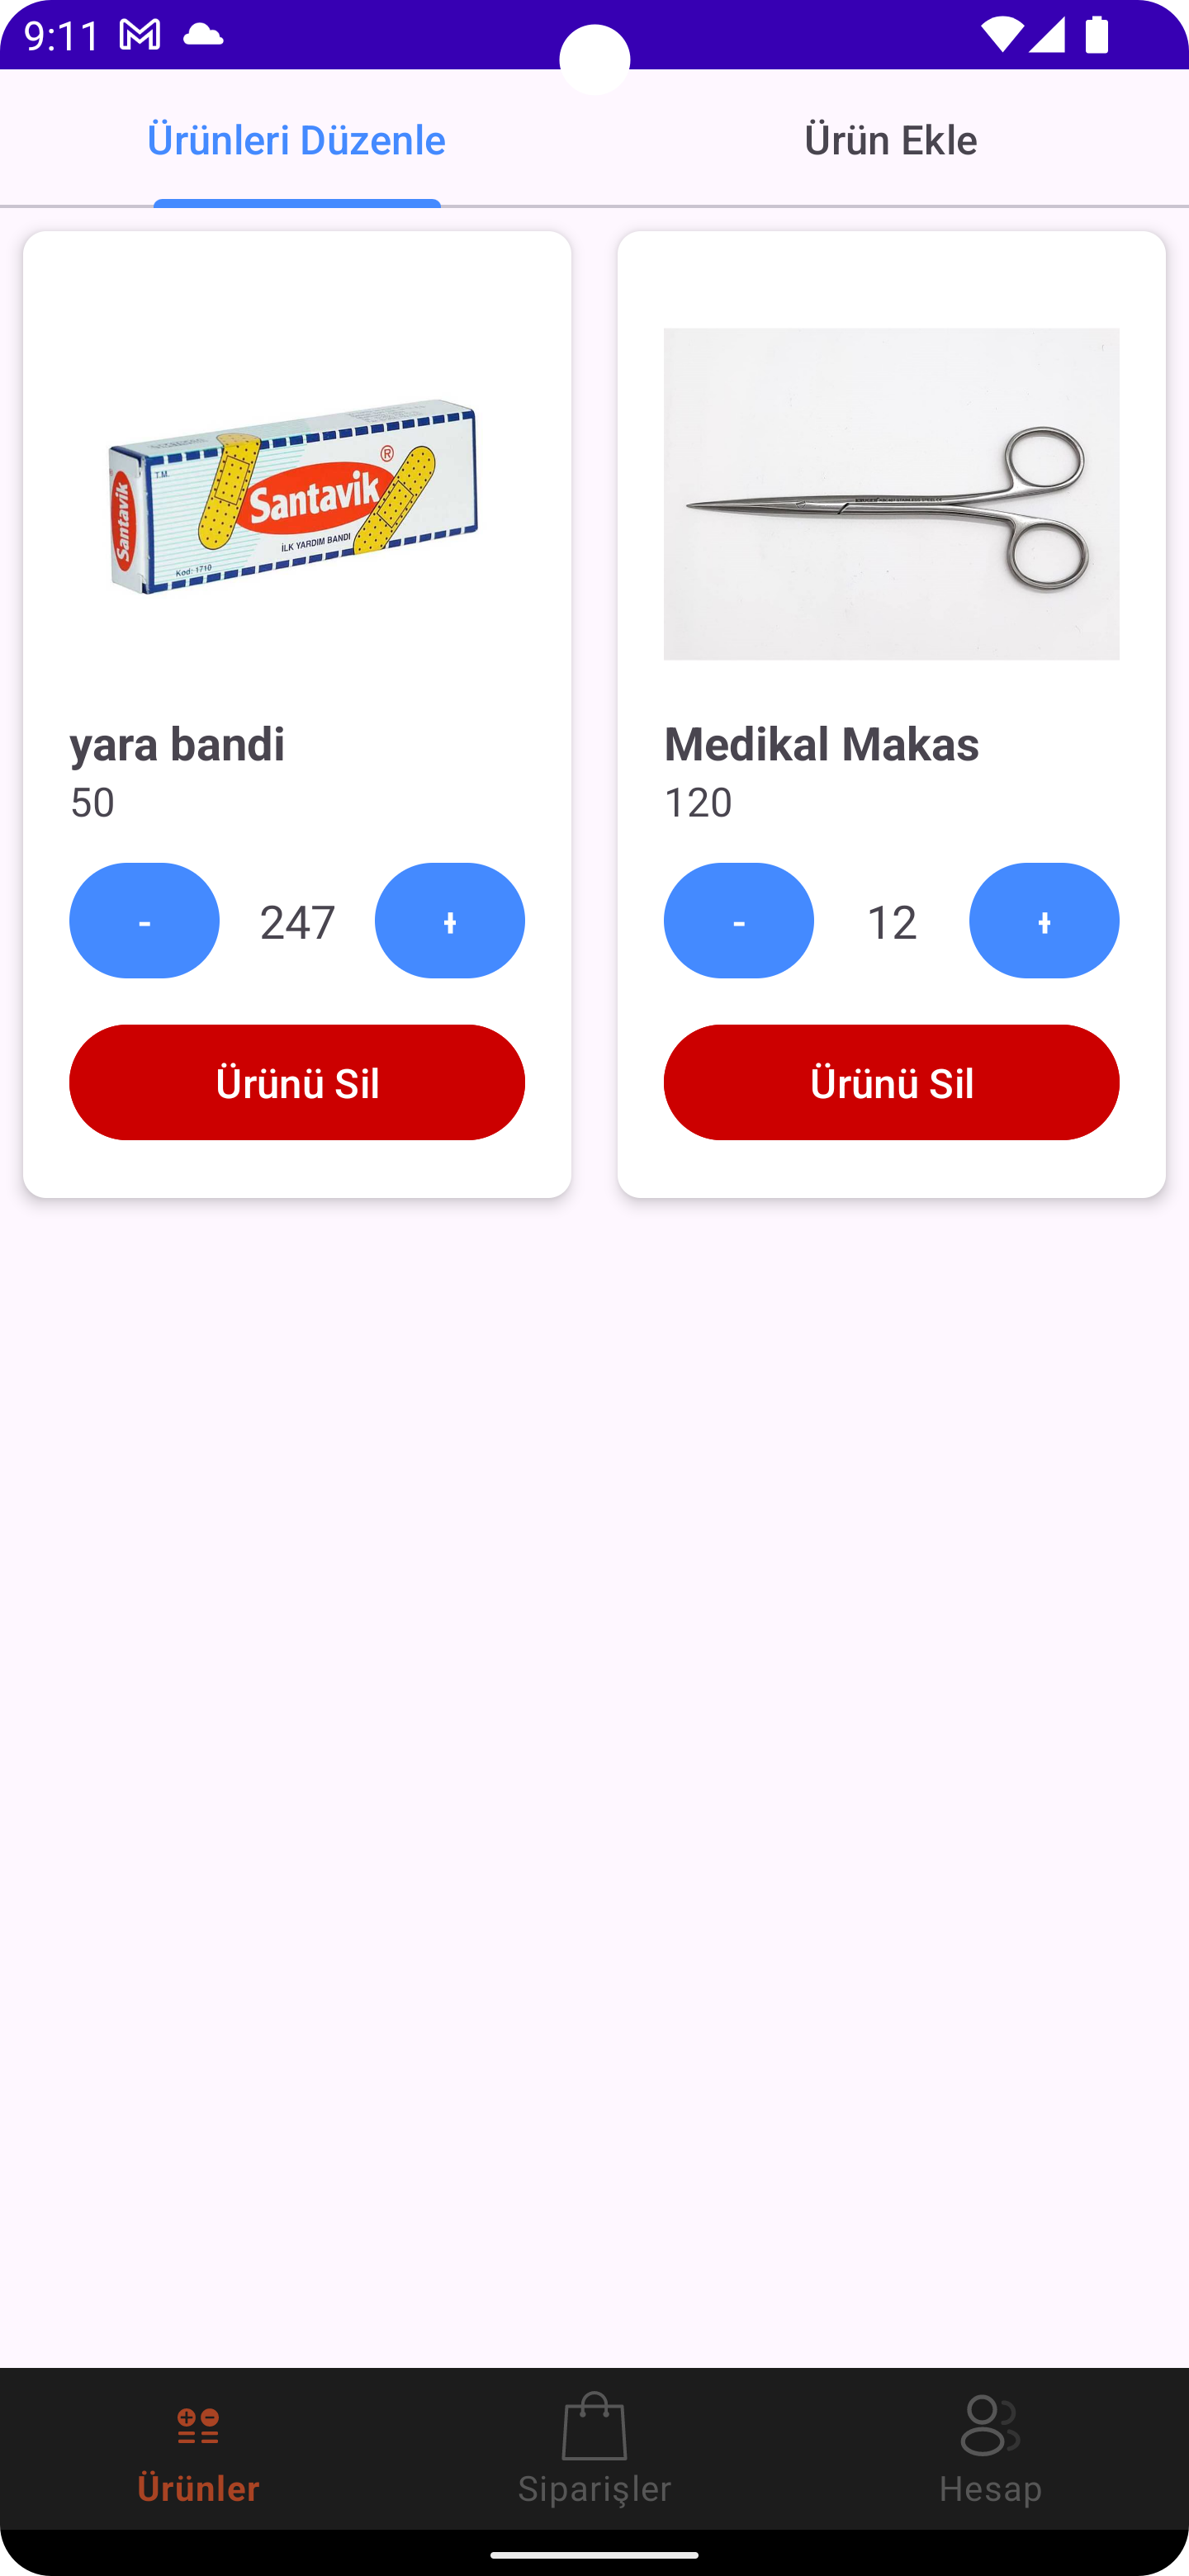 9:11
Ürünleri Düzenle
Ürün Ekle
T.M.
Santavik
Santavik ®
İLK YARDIM BANDI
Kod: 1710
yara bandi
50
- 247 +
Ürünü Sil
Medikal Makas
120
- 12 +
Ürünü Sil
Ürünler
Siparişler
Hesap